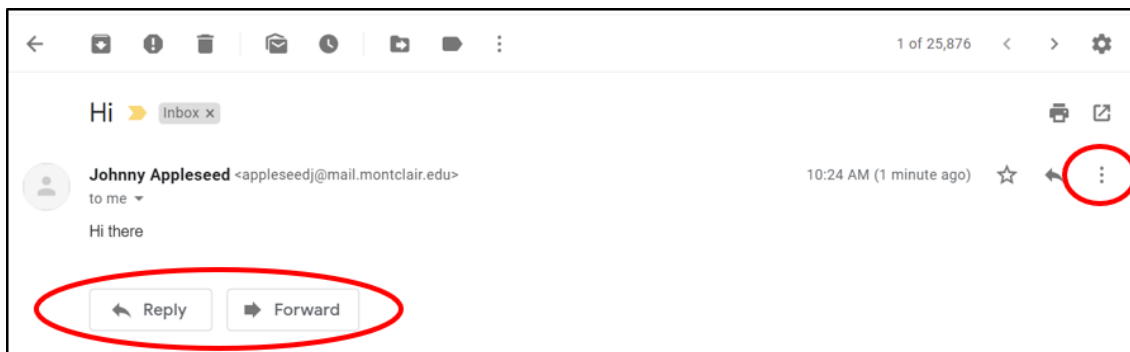 1 of 25,876
Hi Inbox x
Johnny Appleseed <appleseedj@mail.montclair.edu> 10:24 AM (1 minute ago)
to me
Hi there
Reply Forward